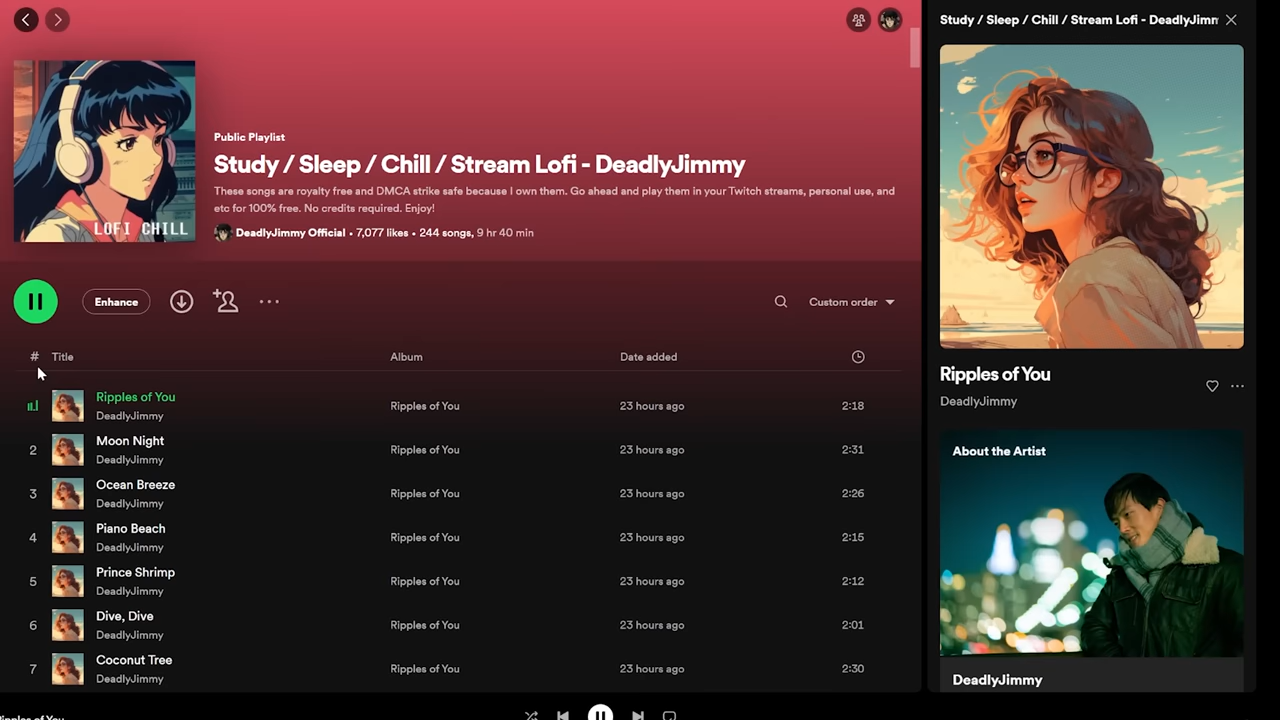 Study / Sleep / Chill / Stream Lofi - DeadlyJimm
LOFI CHILL
Public Playlist
Study / Sleep / Chill / Stream Lofi - DeadlyJimmy
These songs are royalty free and DMCA strike safe because I own them. Go ahead and play them in your Twitch streams, personal use, and
etc for 100% free. No credits required. Enjoy!
DeadlyJimmy Official • 7,077 likes • 244 songs, 9 hr 40 min
Enhance
Custom order
# Title Album Date added
Ripples of You Ripples of You 23 hours ago 2:18
DeadlyJimmy
2 Moon Night Ripples of You 23 hours ago 2:31
DeadlyJimmy
3 Ocean Breeze Ripples of You 23 hours ago 2:26
DeadlyJimmy
4 Piano Beach Ripples of You 23 hours ago 2:15
DeadlyJimmy
5 Prince Shrimp Ripples of You 23 hours ago 2:12
DeadlyJimmy
6 Dive, Dive Ripples of You 23 hours ago 2:01
DeadlyJimmy
7 Coconut Tree Ripples of You 23 hours ago 2:30
DeadlyJimmy
Ripples of You
Ripples of You
DeadlyJimmy
About the Artist
DeadlyJimmy